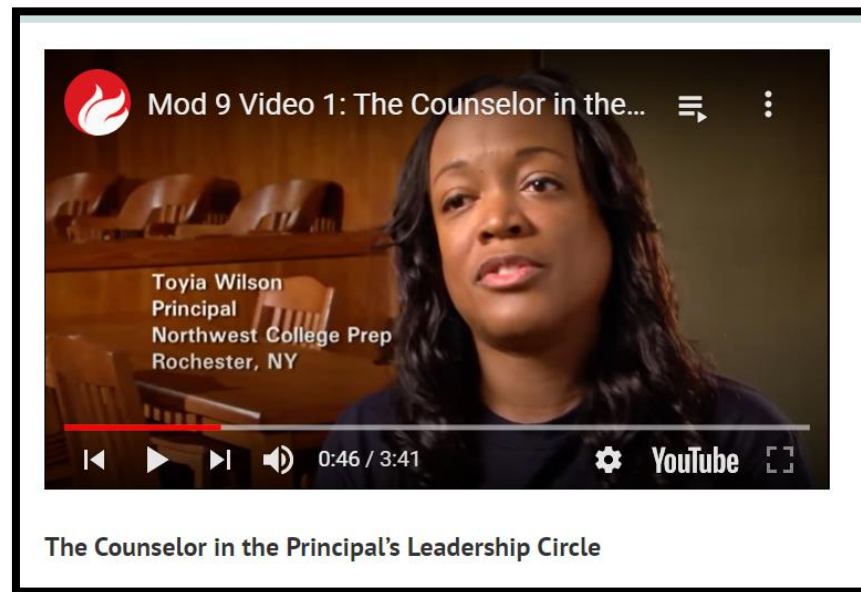 Mod 9 Video 1: The Counselor in the...
Toyia Wilson
Principal
Northwest College Prep
Rochester, NY
0:46 / 3:41
YouTube
The Counselor in the Principal's Leadership Circle